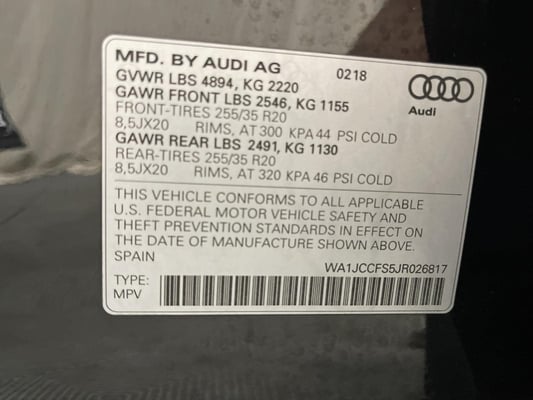 MFD. BY AUDI AG 0218
GVWR LBS 4894, KG 2220
GAWR FRONT LBS 2546, KG 1155
FRONT-TIRES 255/35 R20
8,5JX20 RIMS, AT 300 KPA 44 PSI COLD
GAWR REAR LBS 2491, KG 1130
REAR-TIRES 255/35 R20
8,5JX20 RIMS, AT 320 KPA 46 PSI COLD
Audi
THIS VEHICLE CONFORMS TO ALL APPLICABLE
U.S. FEDERAL MOTOR VEHICLE SAFETY AND
THEFT PREVENTION STANDARDS IN EFFECT ON
THE DATE OF MANUFACTURE SHOWN ABOVE.
SPAIN WA1JCCFS5JR026817
TYPE:
MPV